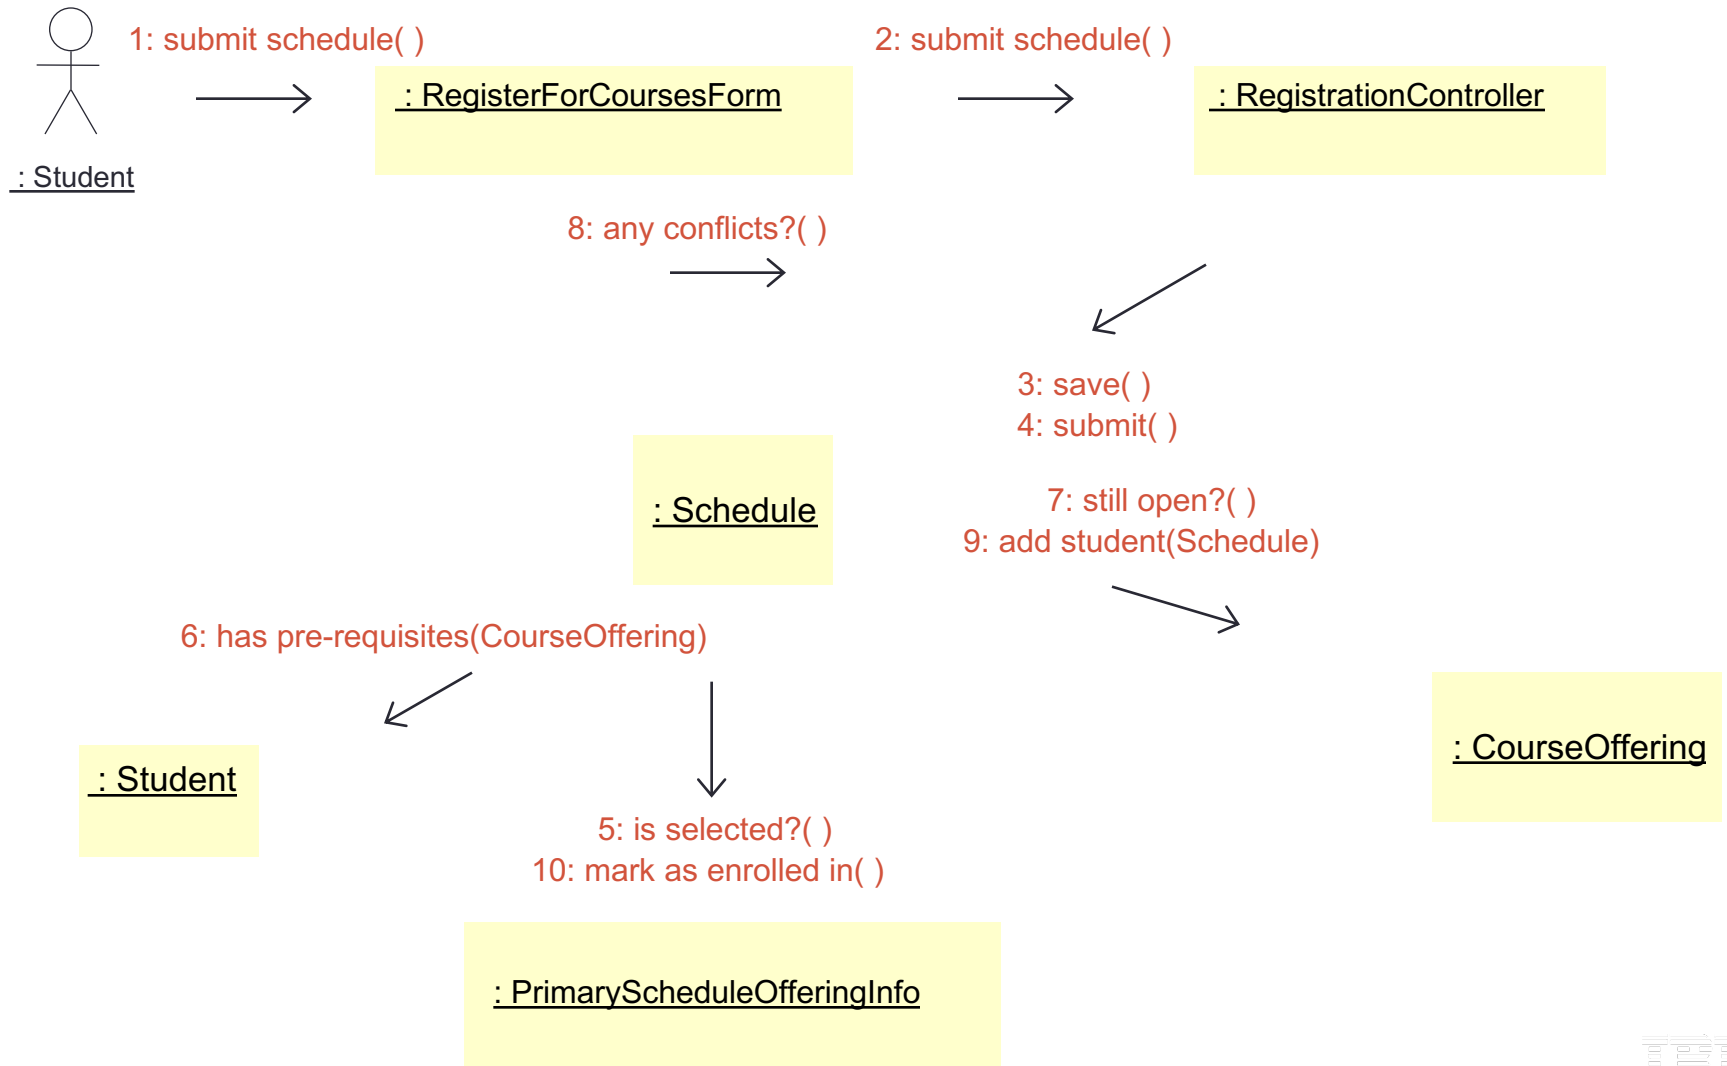 1: submit schedule( )
2: submit schedule( )
: RegisterForCoursesForm
: RegistrationController
: Student
8: any conflicts?( )
3: save( )
4: submit( )
: Schedule
7: still open?( )
9: add student(Schedule)
6: has pre-requisites(CourseOffering)
: CourseOffering
: Student
5: is selected?( )
10: mark as enrolled in( )
: PrimaryScheduleOfferingInfo